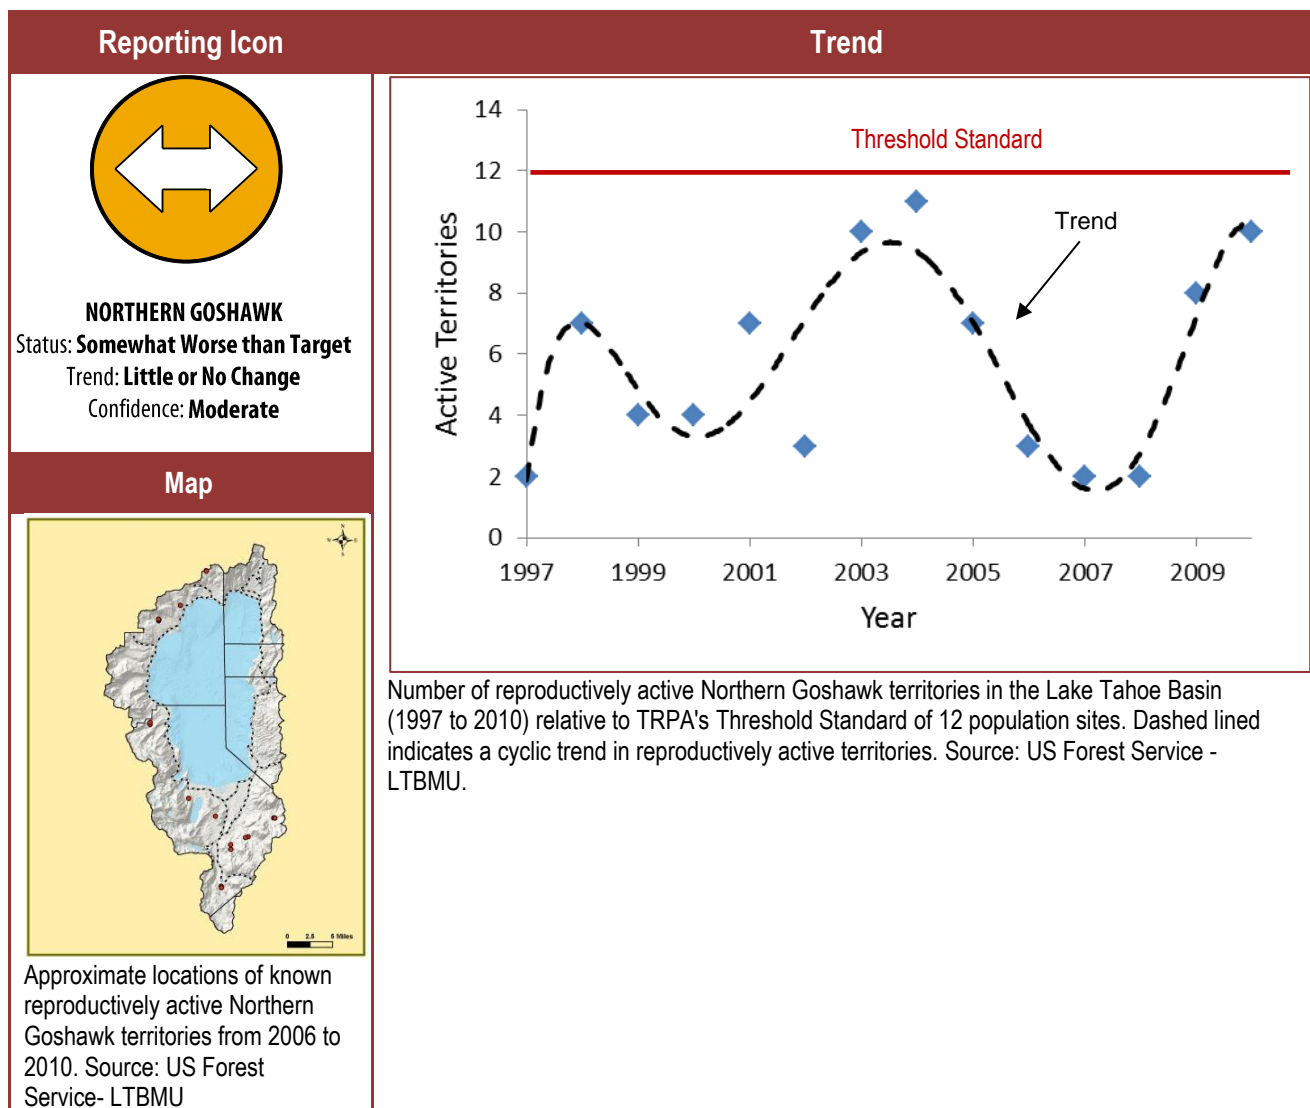 Reporting Icon
Trend
NORTHERN GOSHAWK
Status: Somewhat Worse than Target
Trend: Little or No Change
Confidence: Moderate
Map
N
W E
S
0 2.5 5 Miles
Approximate locations of known
reproductively active Northern
Goshawk territories from 2006 to
2010. Source: US Forest
Service- LTBMU
14
12
10
8
6
4
2
0
Active Territories
Threshold Standard
Trend
1997 1999 2001 2003 2005 2007 2009
Year
Number of reproductively active Northern Goshawk territories in the Lake Tahoe Basin
(1997 to 2010) relative to TRPA's Threshold Standard of 12 population sites. Dashed lined
indicates a cyclic trend in reproductively active territories. Source: US Forest Service -
LTBMU.